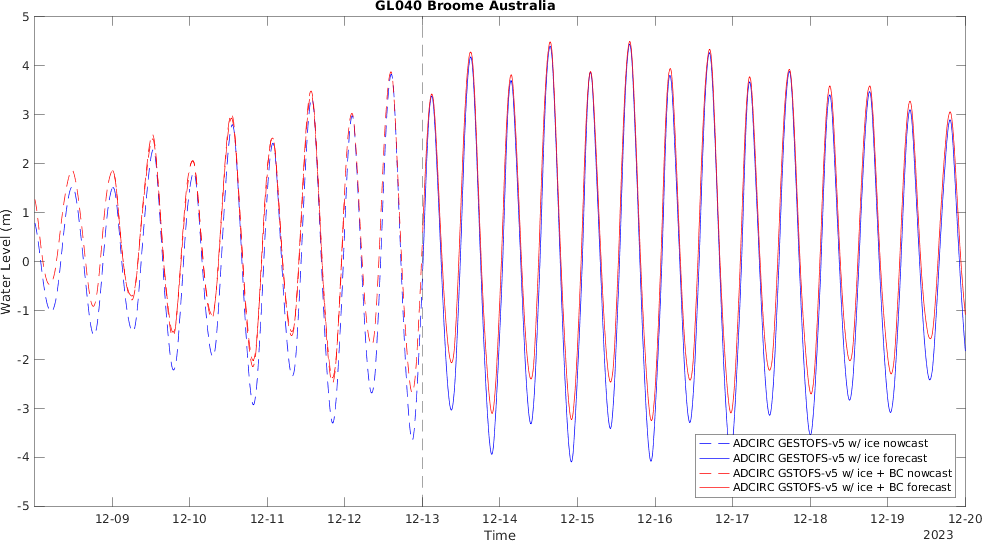 GL040 Broome Australia
5
4
3
2
1
0
-1
-2
-3
-4
-5
Water Level (m)
ADCIRC GESTOFS-v5 w/ ice nowcast
ADCIRC GESTOFS-v5 w/ ice forecast
ADCIRC GSTOFS-v5 w/ ice + BC nowcast
ADCIRC GSTOFS-v5 w/ ice + BC forecast
12-09 12-10 12-11 12-12 12-13 12-14 12-15 12-16 12-17 12-18 12-19 12-20
Time
2023